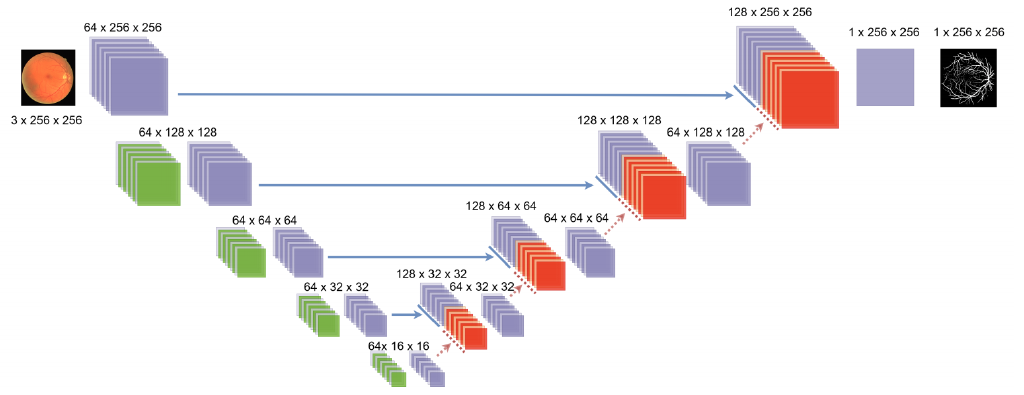 64 x 256 x 256
128 x 256 x 256
1 x 256 x 256
1 x 256 x 256
3 x 256 x 256
64 x 128 x 128
128 x 128 x 128
64 x 128 x 128
64 x 64 x 64
128 x 64 x 64
64 x 64 x 64
64 x 32 x 32
128 x 32 x 32
64 x 32 x 32
64x 16 x 16